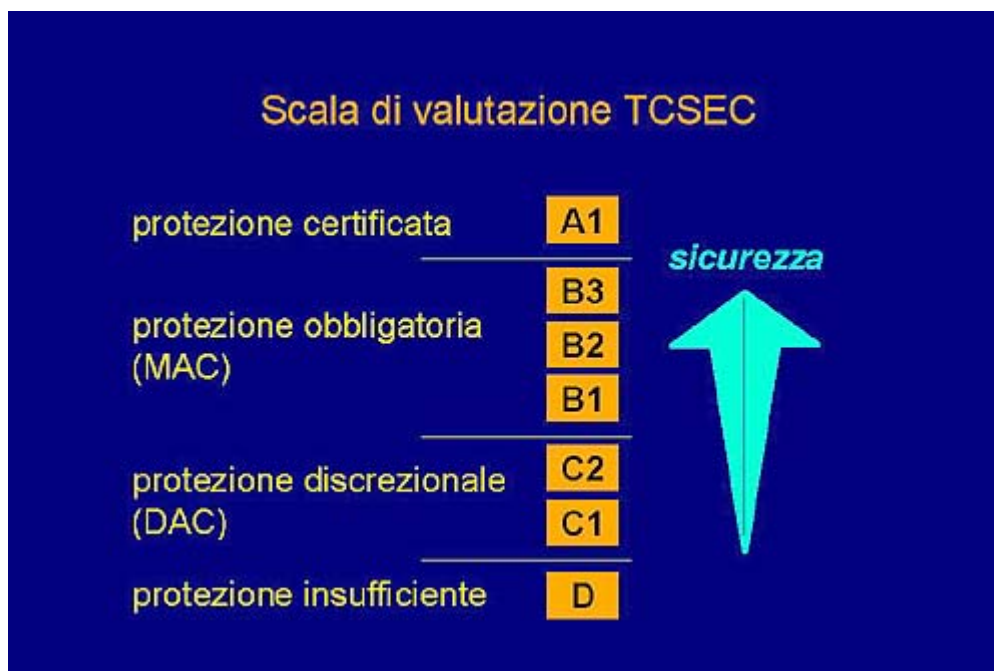 Scala di valutazione TCSEC
protezione certificata
A1
sicurezza
protezione obbligatoria
(MAC)
B3
B2
B1
protezione discrezionale
(DAC)
C2
C1
protezione insufficiente
D